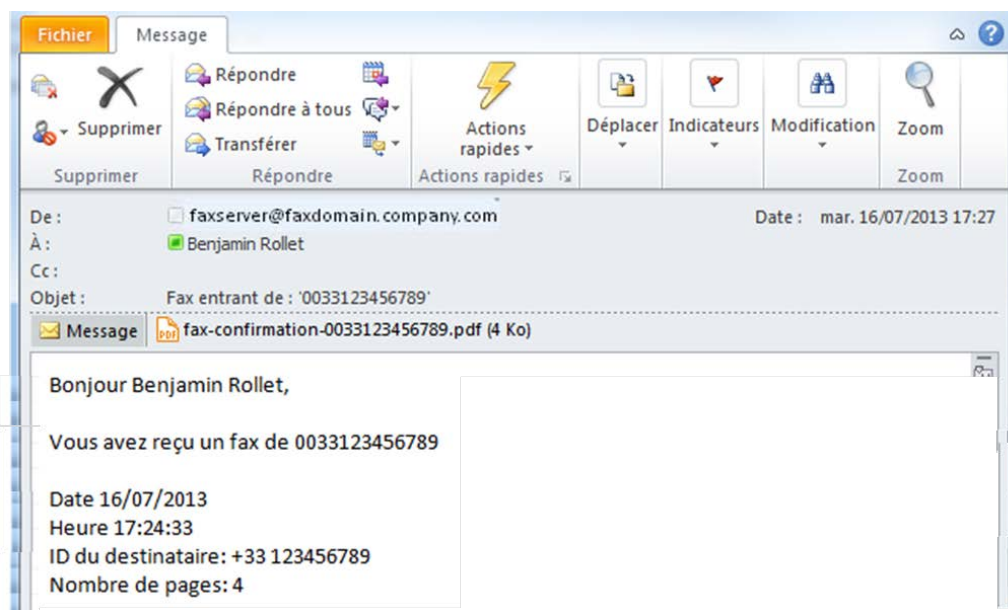 Fichier Message
Supprimer
Répondre
Répondre à tous
Transférer
Actions
rapides
Déplacer Indicateurs Modification Zoom
Supprimer Répondre Actions rapides Zoom
De : faxserver@faxdomain.company.com Date : mar. 16/07/2013 17:27
À : Benjamin Rollet
Cc :
Objet : Fax entrant de : '0033123456789'
Message PDF fax-confirmation-0033123456789.pdf (4 Ko)
Bonjour Benjamin Rollet,
Vous avez reçu un fax de 0033123456789
Date 16/07/2013
Heure 17:24:33
ID du destinataire: +33 123456789
Nombre de pages: 4